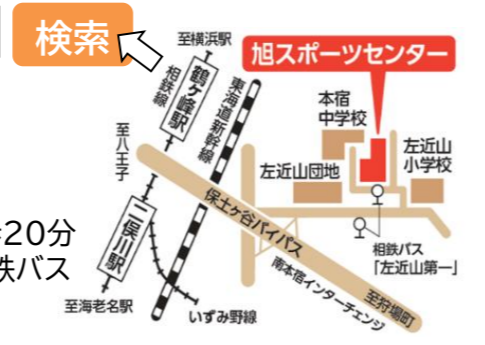 検索
至横浜駅
旭スポーツセンター
鶴ヶ峰駅
相鉄線
東海道新幹線
本宿
中学校
左近山
小学校
至八王子
左近山団地
保土ヶ谷バイパス
20分
鉄バス
二俣川駅
相鉄バス
「左近山第一」
南本宿インターチェンジ
至狩場町
至海老名駅
いずみ野線